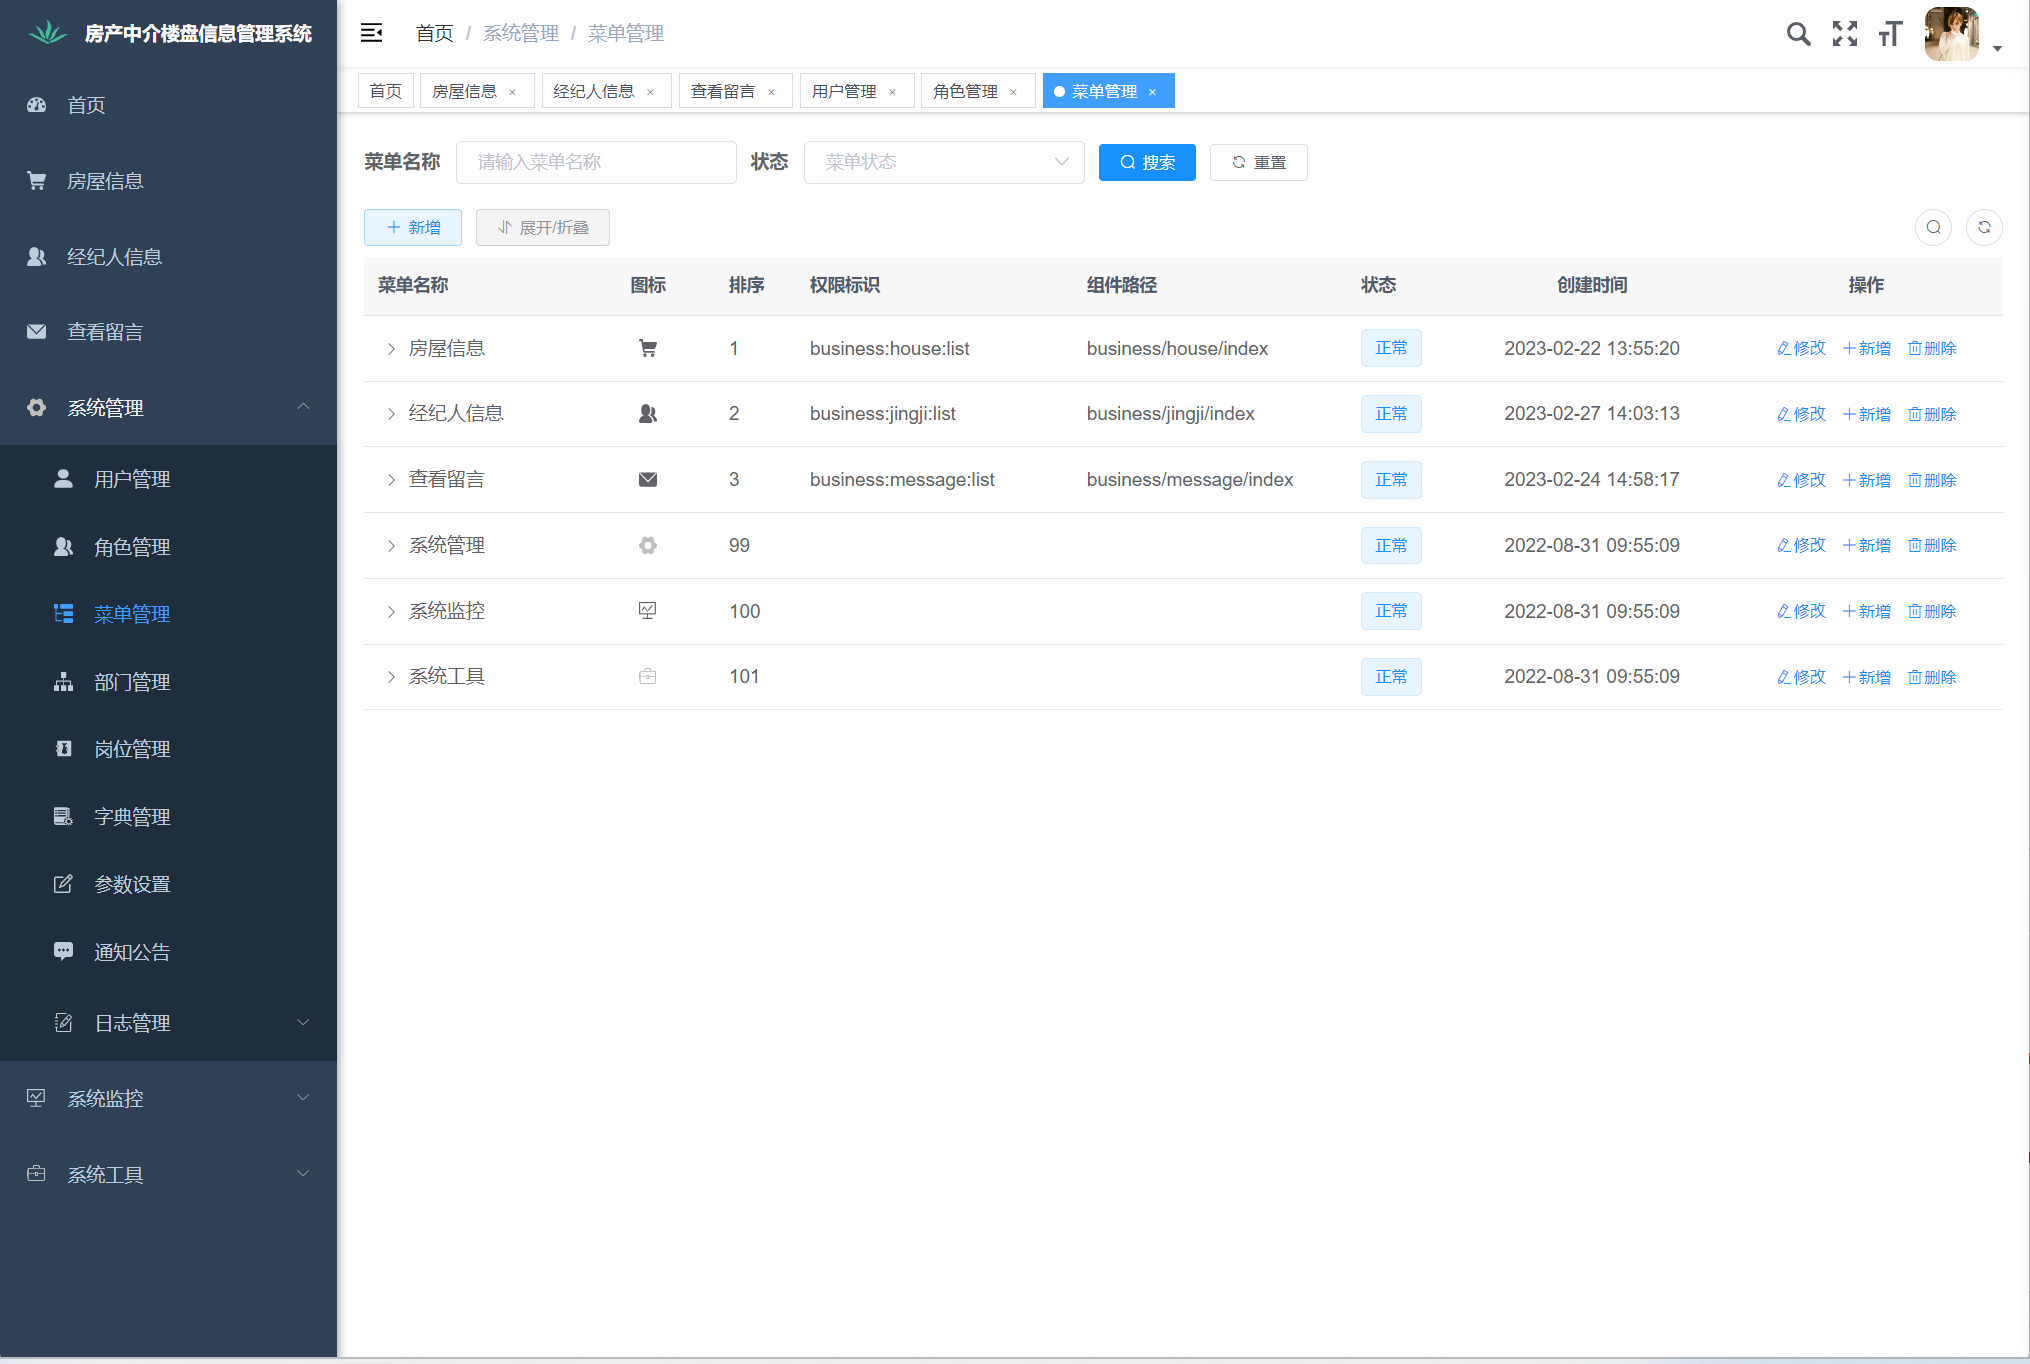 房产中介楼盘信息管理系统
首页
房屋信息
经纪人信息
查看留言
系统管理
用户管理
角色管理
菜单管理
部门管理
岗位管理
字典管理
参数设置
通知公告
日志管理
系统监控
系统工具
首页 / 系统管理 / 菜单管理
首页 房屋信息 × 经纪人信息 × 查看留言 × 用户管理 × 角色管理 × 菜单管理 ×
菜单名称 请输入菜单名称 状态 菜单状态 搜索 重置
新增 展开/折叠
菜单名称 图标 排序 权限标识 组件路径 状态 创建时间 操作
房屋信息 1 business:house:list business/house/index 正常 2023-02-22 13:55:20 修改 新增 删除
经纪人信息 2 business:jingji:list business/jingji/index 正常 2023-02-27 14:03:13 修改 新增 删除
查看留言 3 business:message:list business/message/index 正常 2023-02-24 14:58:17 修改 新增 删除
系统管理 99 正常 2022-08-31 09:55:09 修改 新增 删除
系统监控 100 正常 2022-08-31 09:55:09 修改 新增 删除
系统工具 101 正常 2022-08-31 09:55:09 修改 新增 删除